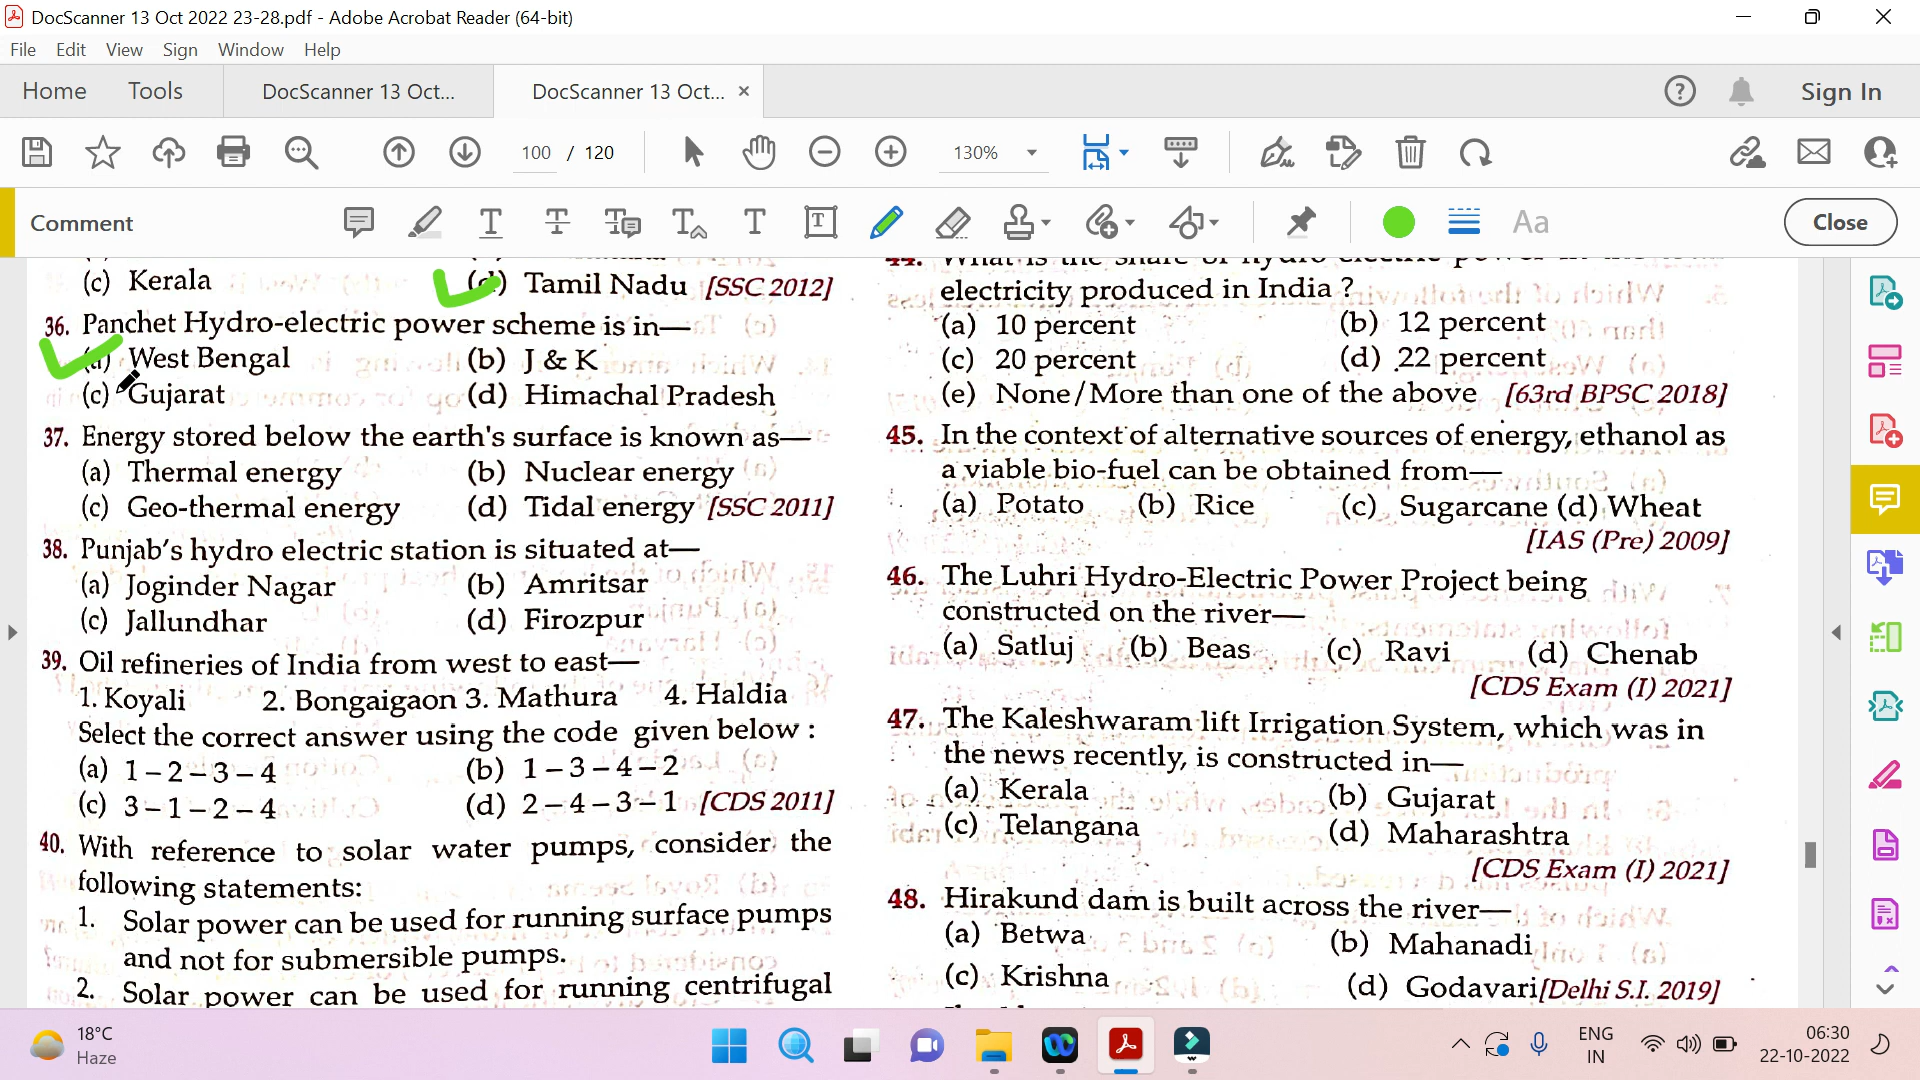 DocScanner 13 Oct 2022 23-28.pdf - Adobe Acrobat Reader (64-bit)
File Edit View Sign Window Help
Home Tools DocScanner 13 Oct... DocScanner 13 Oct... × Sign In
100 / 120 130%
Comment Aa Close
(c) Kerala (d) Tamil Nadu [SSC 2012]
36. Panchet Hydro-electric power scheme is in—
(a) West Bengal (b) J & K
(c) Gujarat (d) Himachal Pradesh
37. Energy stored below the earth's surface is known as—
(a) Thermal energy (b) Nuclear energy
(c) Geo-thermal energy (d) Tidal energy [SSC 2011]
38. Punjab's hydro electric station is situated at—
(a) Joginder Nagar (b) Amritsar
(c) Jallundhar (d) Firozpur
39. Oil refineries of India from west to east—
1. Koyali 2. Bongaigaon 3. Mathura 4. Haldia
Select the correct answer using the code given below :
(a) 1 – 2 – 3 – 4 (b) 1 – 3 – 4 – 2
(c) 3 – 1 – 2 – 4 (d) 2 – 4 – 3 – 1 [CDS 2011]
40. With reference to solar water pumps, consider the
following statements:
1. Solar power can be used for running surface pumps
and not for submersible pumps.
2. Solar power can be used for running centrifugal
44. What is the share of hydro electric power in the total
electricity produced in India ?
(a) 10 percent (b) 12 percent
(c) 20 percent (d) 22 percent
(e) None / More than one of the above [63rd BPSC 2018]
45. In the context of alternative sources of energy, ethanol as
a viable bio-fuel can be obtained from—
(a) Potato (b) Rice (c) Sugarcane (d) Wheat
[IAS (Pre) 2009]
46. The Luhri Hydro-Electric Power Project being
constructed on the river—
(a) Satluj (b) Beas (c) Ravi (d) Chenab
[CDS Exam (I) 2021]
47. The Kaleshwaram lift Irrigation System, which was in
the news recently, is constructed in—
(a) Kerala (b) Gujarat
(c) Telangana (d) Maharashtra
[CDS Exam (I) 2021]
48. Hirakund dam is built across the river—
(a) Betwa (b) Mahanadi
(c) Krishna (d) Godavari [Delhi S.I. 2019]
18°C
Haze
ENG
IN
06:30
22-10-2022